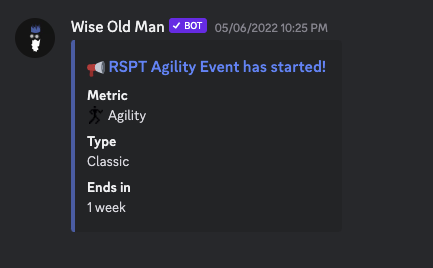 Wise Old Man ✓ BOT 05/06/2022 10:25 PM
📢 RSPT Agility Event has started!
Metric
Agility
Type
Classic
Ends in
1 week